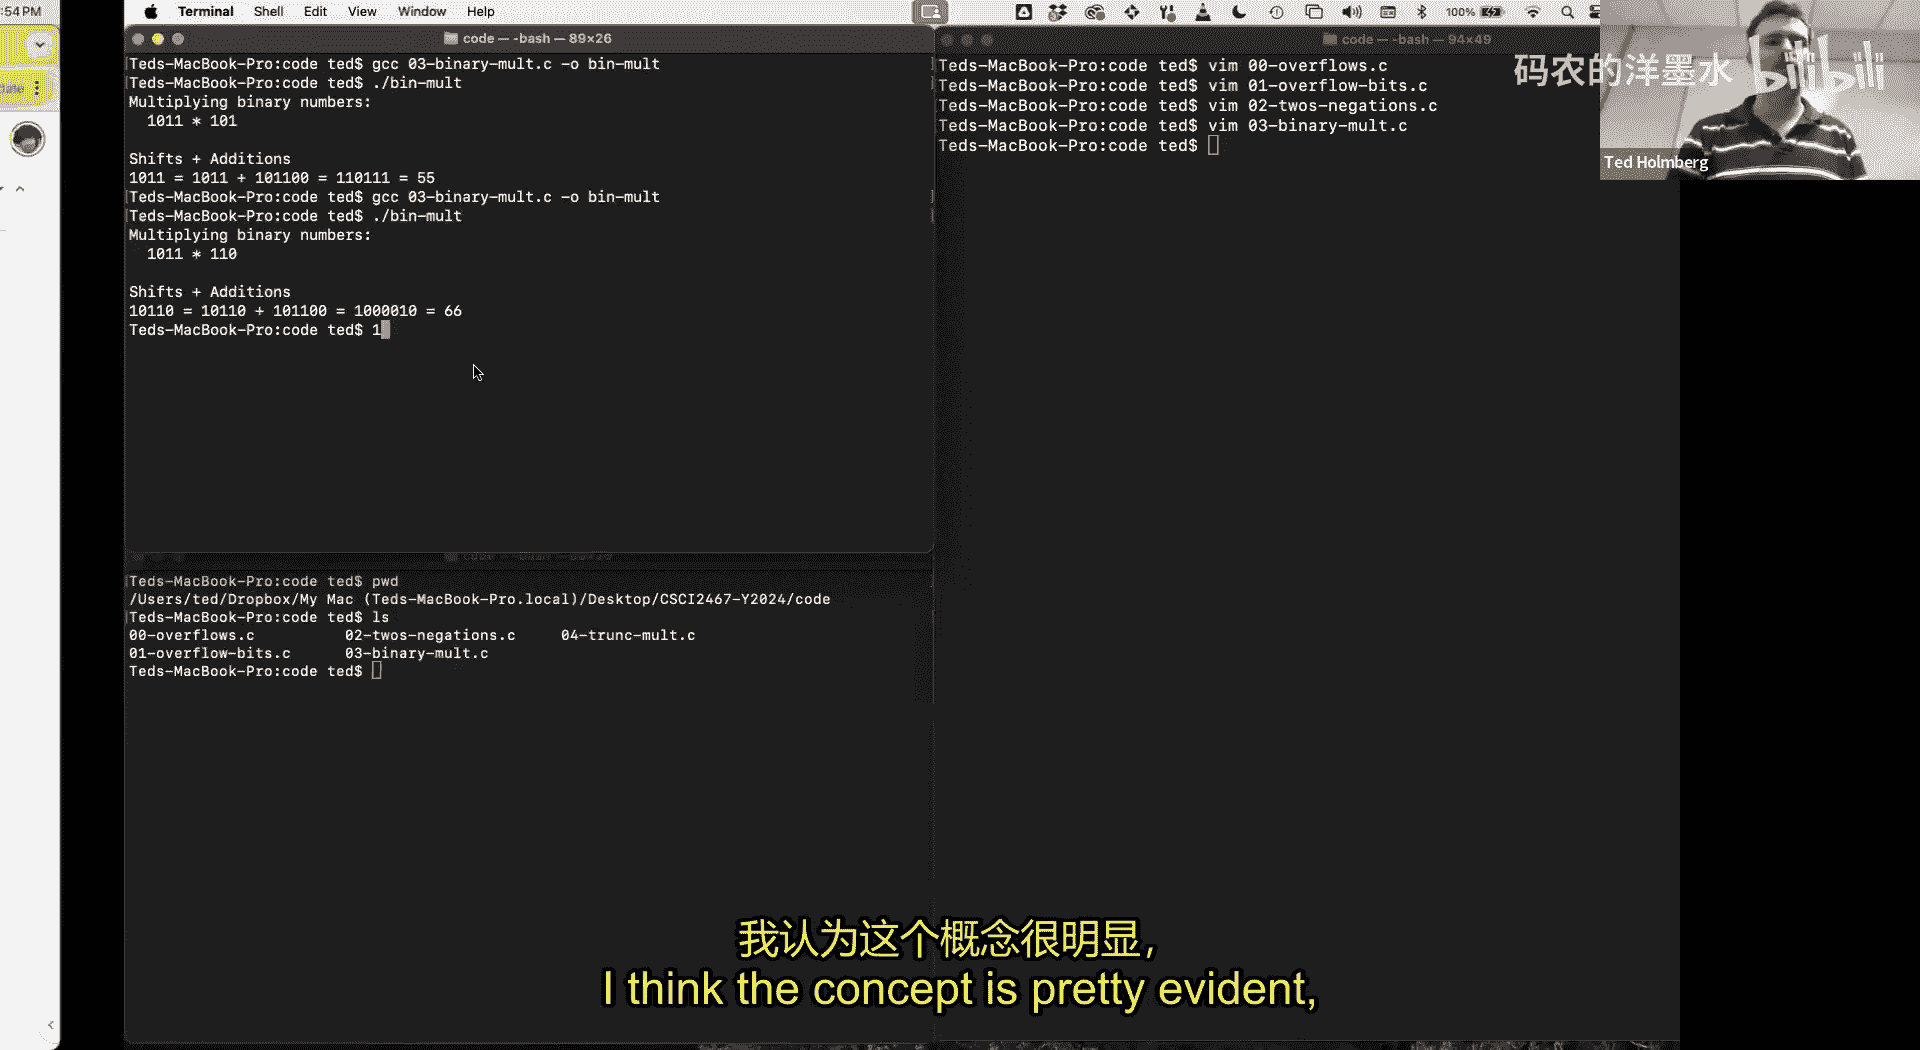 :54 PM
Terminal Shell Edit View Window Help
100%
code — -bash — 89×26
Teds-MacBook-Pro:code ted$ gcc 03-binary-mult.c -o bin-mult
Teds-MacBook-Pro:code ted$ ./bin-mult
Multiplying binary numbers:
1011 * 101
Shifts + Additions
1011 = 1011 + 101100 = 110111 = 55
Teds-MacBook-Pro:code ted$ gcc 03-binary-mult.c -o bin-mult
Teds-MacBook-Pro:code ted$ ./bin-mult
Multiplying binary numbers:
1011 * 110
Shifts + Additions
10110 = 10110 + 101100 = 1000010 = 66
Teds-MacBook-Pro:code ted$ 1
Teds-MacBook-Pro:code ted$ pwd
/Users/ted/Dropbox/My Mac (Teds-MacBook-Pro.local)/Desktop/CSCI2467-Y2024/code
Teds-MacBook-Pro:code ted$ ls
00-overflows.c 02-twos-negations.c 04-trunc-mult.c
01-overflow-bits.c 03-binary-mult.c
Teds-MacBook-Pro:code ted$
code — -bash — 94×49
Teds-MacBook-Pro:code ted$ vim 00-overflows.c
Teds-MacBook-Pro:code ted$ vim 01-overflow-bits.c
Teds-MacBook-Pro:code ted$ vim 02-twos-negations.c
Teds-MacBook-Pro:code ted$ vim 03-binary-mult.c
Teds-MacBook-Pro:code ted$
码农的洋墨水 bilibili
Ted Holmberg
我认为这个概念很明显,
I think the concept is pretty evident,